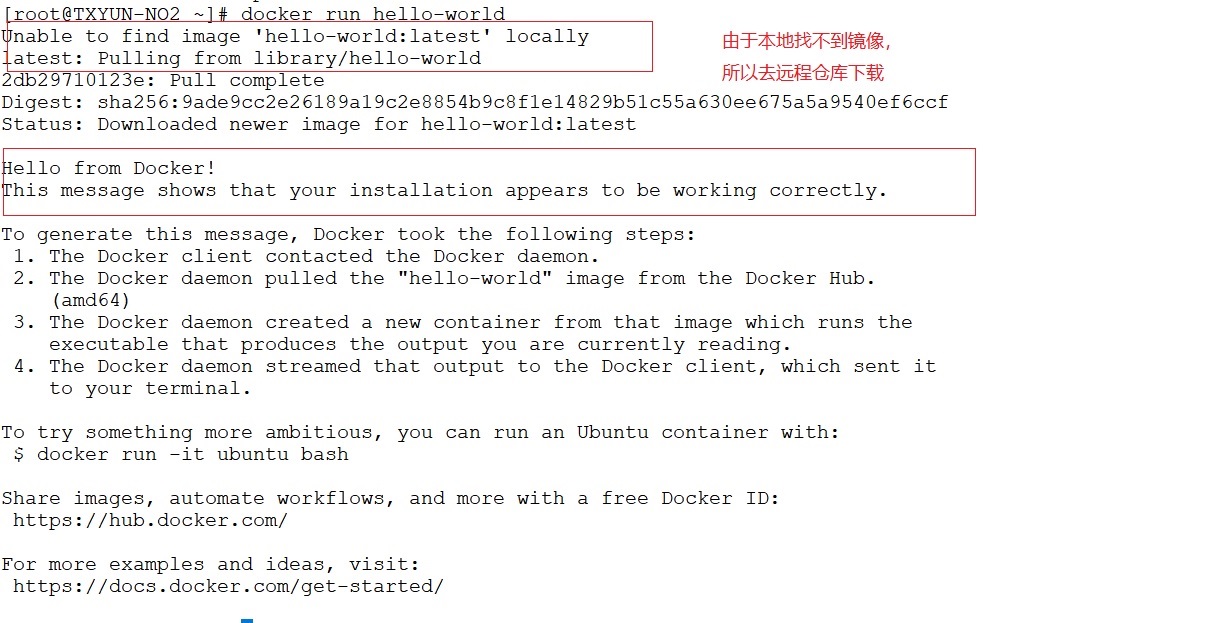 [root@TXYUN-NO2 ~]# docker run hello-world
Unable to find image 'hello-world:latest' locally
latest: Pulling from library/hello-world
由于本地找不到镜像，
所以去远程仓库下载
2db29710123e: Pull complete
Digest: sha256:9ade9cc2e26189a19c2e8854b9c8f1e14829b51c55a630ee675a5a9540ef6ccf
Status: Downloaded newer image for hello-world:latest
Hello from Docker!
This message shows that your installation appears to be working correctly.
To generate this message, Docker took the following steps:
1. The Docker client contacted the Docker daemon.
2. The Docker daemon pulled the "hello-world" image from the Docker Hub.
(amd64)
3. The Docker daemon created a new container from that image which runs the
executable that produces the output you are currently reading.
4. The Docker daemon streamed that output to the Docker client, which sent it
to your terminal.
To try something more ambitious, you can run an Ubuntu container with:
$ docker run -it ubuntu bash
Share images, automate workflows, and more with a free Docker ID:
https://hub.docker.com/
For more examples and ideas, visit:
https://docs.docker.com/get-started/